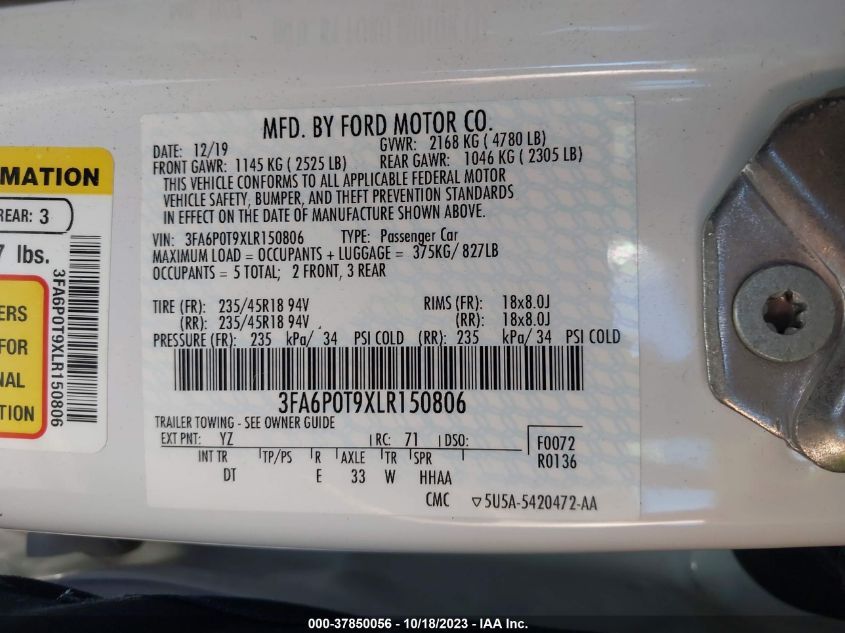 MFD. BY FORD MOTOR CO.
DATE: 12/19 GVWR: 2168 KG ( 4780 LB)
FRONT GAWR: 1145 KG ( 2525 LB) REAR GAWR: 1046 KG ( 2305 LB)
THIS VEHICLE CONFORMS TO ALL APPLICABLE FEDERAL MOTOR
VEHICLE SAFETY, BUMPER, AND THEFT PREVENTION STANDARDS
IN EFFECT ON THE DATE OF MANUFACTURE SHOWN ABOVE.
VIN: 3FA6P0T9XLR150806 TYPE: Passenger Car
MAXIMUM LOAD = OCCUPANTS + LUGGAGE = 375KG/ 827LB
OCCUPANTS = 5 TOTAL; 2 FRONT, 3 REAR
TIRE (FR): 235/45R18 94V RIMS (FR): 18x8.0J
(RR): 235/45R18 94V (RR): 18x8.0J
PRESSURE (FR): 235 kPa/ 34 PSI COLD (RR): 235 kPa/ 34 PSI COLD
3FA6P0T9XLR150806
TRAILER TOWING - SEE OWNER GUIDE
EXT PNT: YZ RC: 71 DSO: F0072
R0136
INT TR TP/PS R AXLE TR SPR
DT E 33 W HHAA
CMC ▽5U5A-5420472-AA
MATION
REAR: 3
7 lbs.
ERS
FOR
NAL
3FA6P0T9XLR150806
000-37850056 - 10/18/2023 - © IAA Inc.